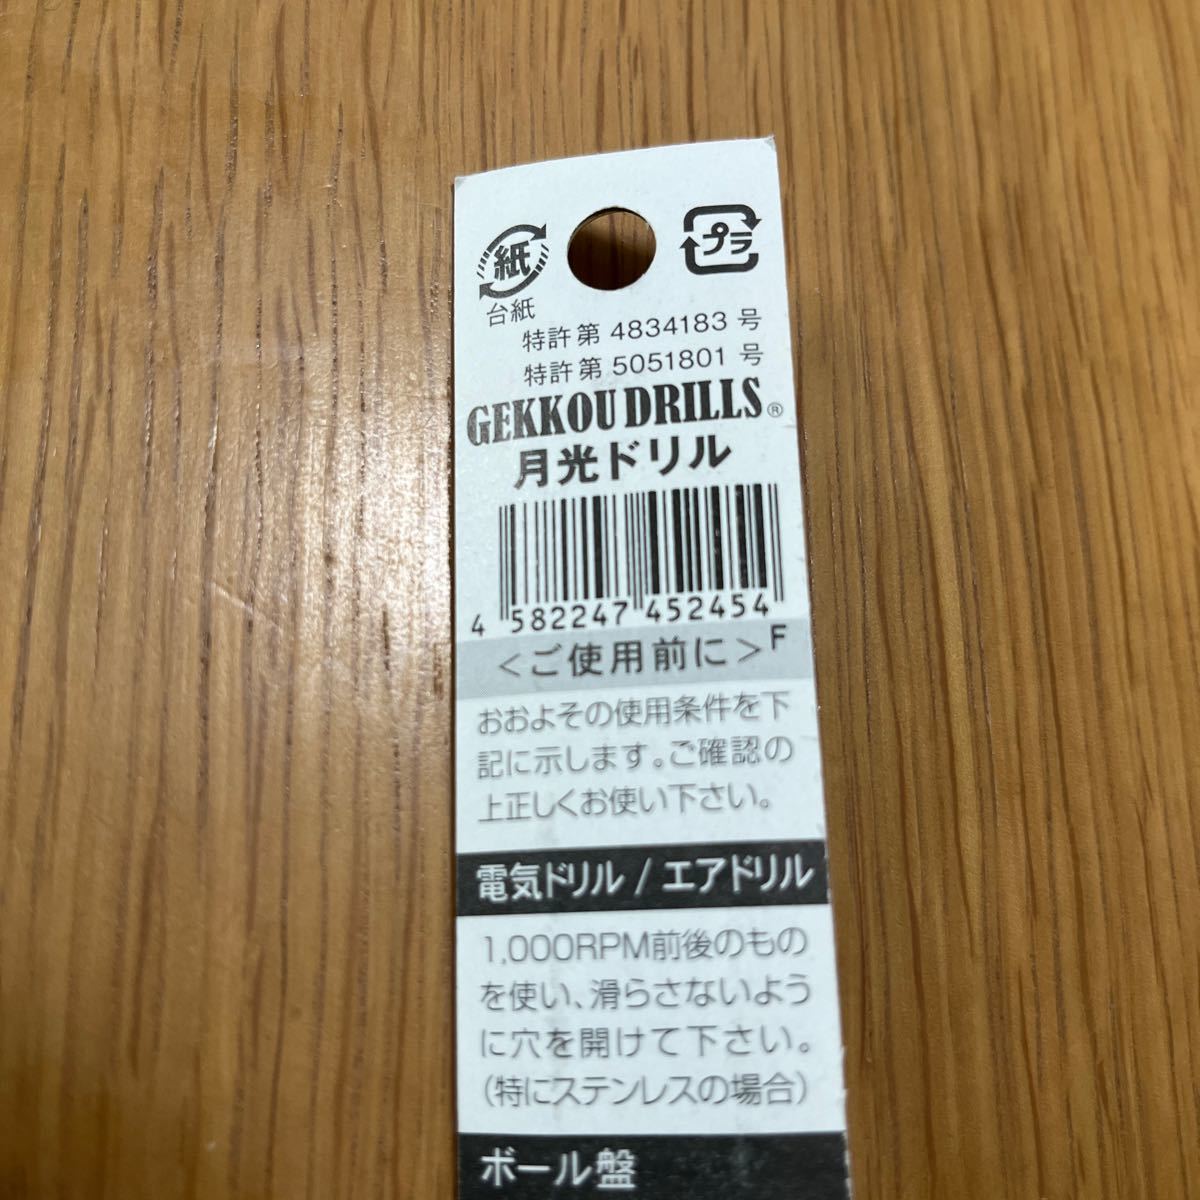 紙
プラ
台紙
特許第 4834183 号
特許第 5051801 号
GEKKOU DRILLS®
月光ドリル
4 582247 452454
<ご使用前に>F
おおよその使用条件を下
記に示します。ご確認の
上正しくお使い下さい。
電気ドリル / エアドリル
1,000RPM前後のもの
を使い、滑らさないよう
に穴を開けて下さい。
(特にステンレスの場合)
ボール盤